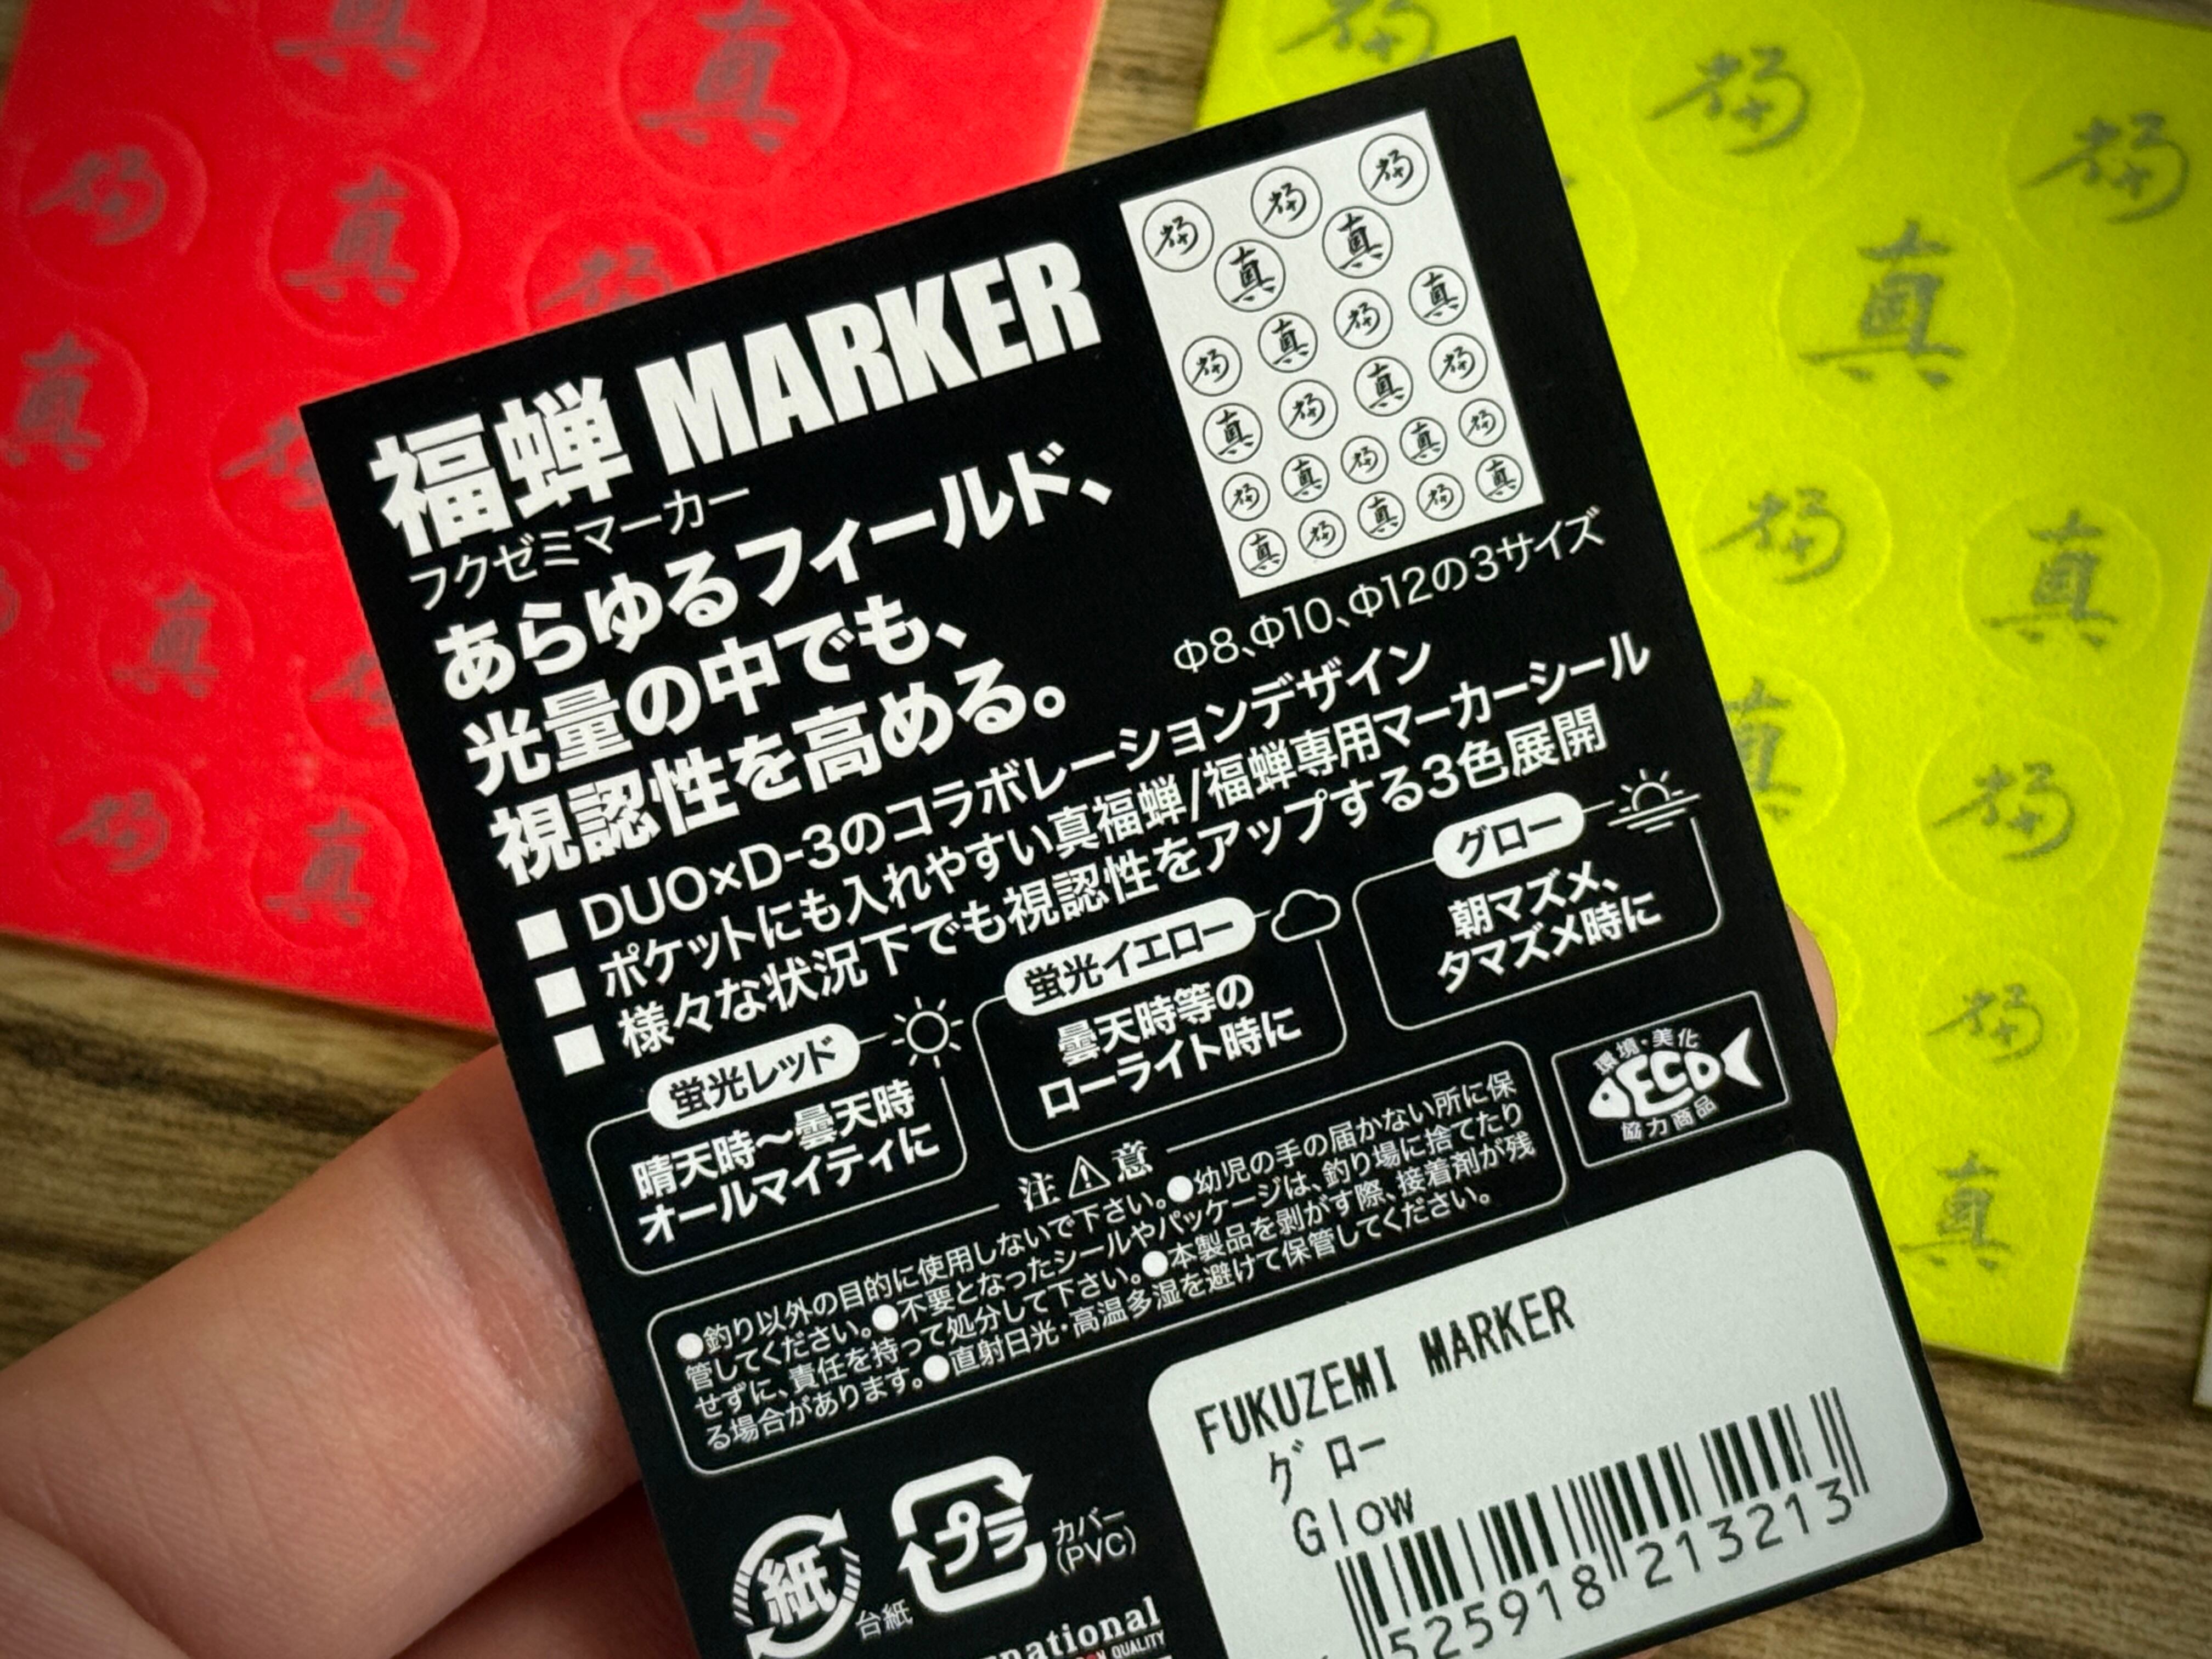 福蝉 MARKER
フクゼミマーカー
あらゆるフィールド、
光量の中でも、
視認性を高める。
Φ8、Φ10、Φ12の3サイズ
■ DUO×D-3のコラボレーションデザイン
■ ポケットにも入れやすい真福蝉/福蝉専用マーカーシール
■ 様々な状況下でも視認性をアップする3色展開
蛍光レッド
晴天時～曇天時
オールマイティに
蛍光イエロー
曇天時等の
ローライト時に
グロー
朝マズメ、
夕マズメ時に
注⚠意
●釣り以外の目的に使用しないで下さい。●幼児の手の届かない所に保
管してください。●不要となったシールやパッケージは、釣り場に捨てたり
せずに、責任を持って処分して下さい。●本製品を剥がす際、接着剤が残
る場合があります。●直射日光・高温多湿を避けて保管してください。
環境・美化
ECO
協力商品
紙
台紙
プラ
カバー
(PVC)
QUALITY
FUKUZEMI MARKER
グロー
Glow
525918 213213
福
真